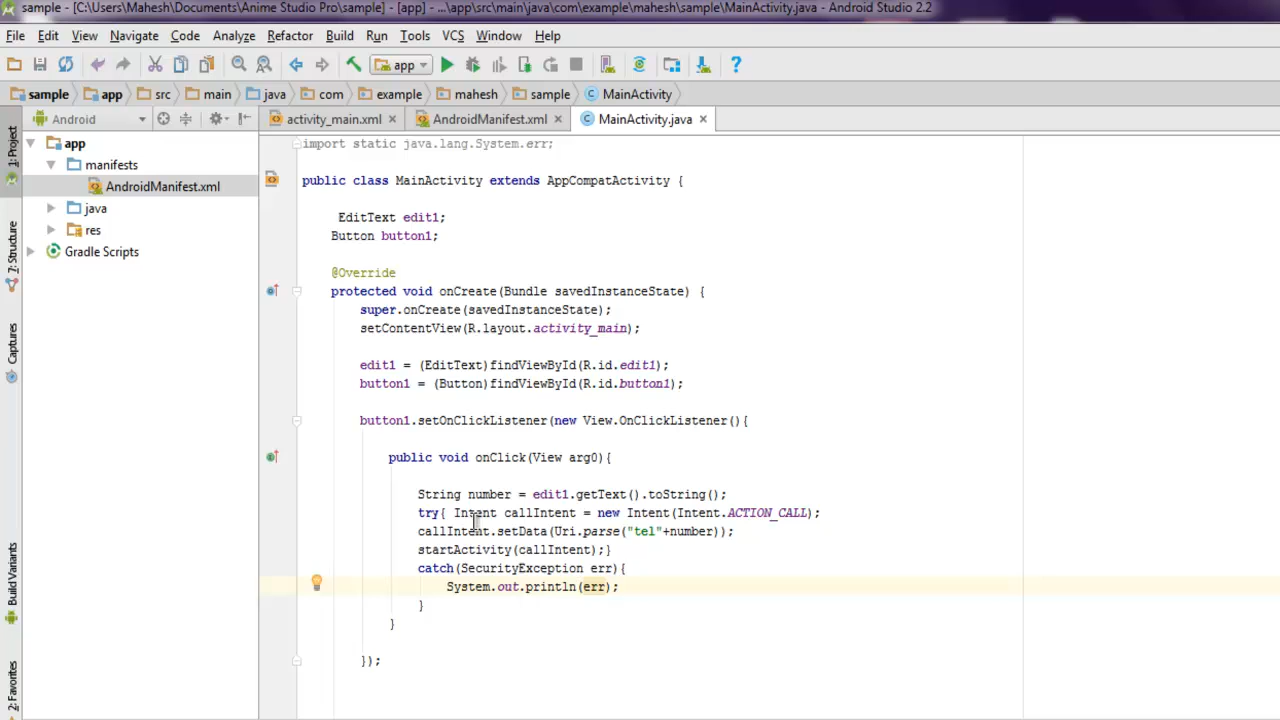 sample - [C:\Users\Mahesh\Documents\Anime Studio Pro\sample] - [app] - ...\app\src\main\java\com\example\mahesh\sample\MainActivity.java - Android Studio 2.2
File Edit View Navigate Code Analyze Refactor Build Run Tools VCS Window Help
app
sample app src main java com example mahesh sample MainActivity
Android activity_main.xml AndroidManifest.xml MainActivity.java
1: Project
7: Structure
Captures
Build Variants
2: Favorites
app
manifests
AndroidManifest.xml
java
res
Gradle Scripts
import static java.lang.System.err;
public class MainActivity extends AppCompatActivity {
EditText edit1;
Button button1;
@Override
protected void onCreate(Bundle savedInstanceState) {
super.onCreate(savedInstanceState);
setContentView(R.layout.activity_main);
edit1 = (EditText)findViewById(R.id.edit1);
button1 = (Button)findViewById(R.id.button1);
button1.setOnClickListener(new View.OnClickListener(){
public void onClick(View arg0){
String number = edit1.getText().toString();
try{ Intent callIntent = new Intent(Intent.ACTION_CALL);
callIntent.setData(Uri.parse("tel"+number));
startActivity(callIntent);}
catch(SecurityException err){
System.out.println(err);
}
}
});